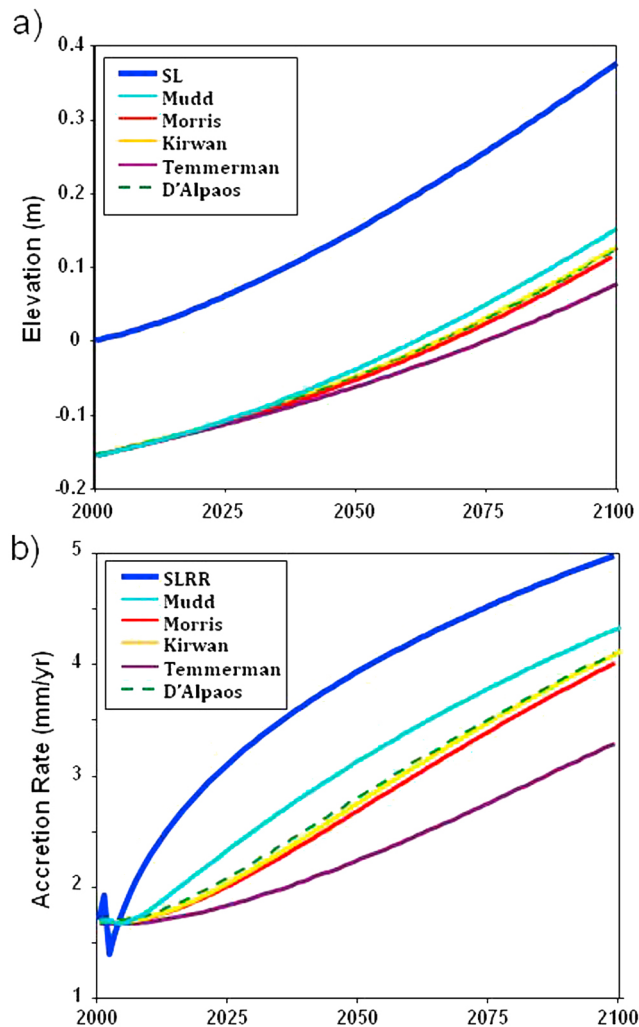 a)
0.4
0.3
0.2
0.1
0
-0.1
-0.2
Elevation (m)
SL
Mudd
Morris
Kirwan
Temmerman
D'Alpaos
2000 2025 2050 2075 2100
b)
5
4
3
2
1
Accretion Rate (mm/yr)
SLRR
Mudd
Morris
Kirwan
Temmerman
D'Alpaos
2000 2025 2050 2075 2100